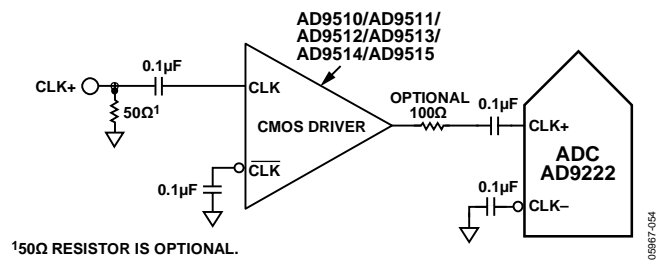 AD9510/AD9511/
AD9512/AD9513/
AD9514/AD9515
0.1µF
CLK+
CLK
50Ω¹
CMOS DRIVER
OPTIONAL
100Ω
0.1µF
CLK+
ADC
AD9222
0.1µF
CLK
0.1µF
CLK–
¹50Ω RESISTOR IS OPTIONAL.
05967-054